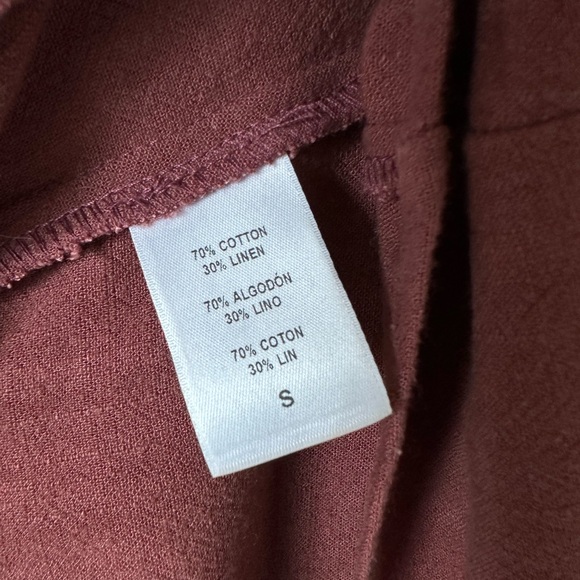 70% COTTON
30% LINEN
70% ALGODÓN
30% LINO
70% COTON
30% LIN
S